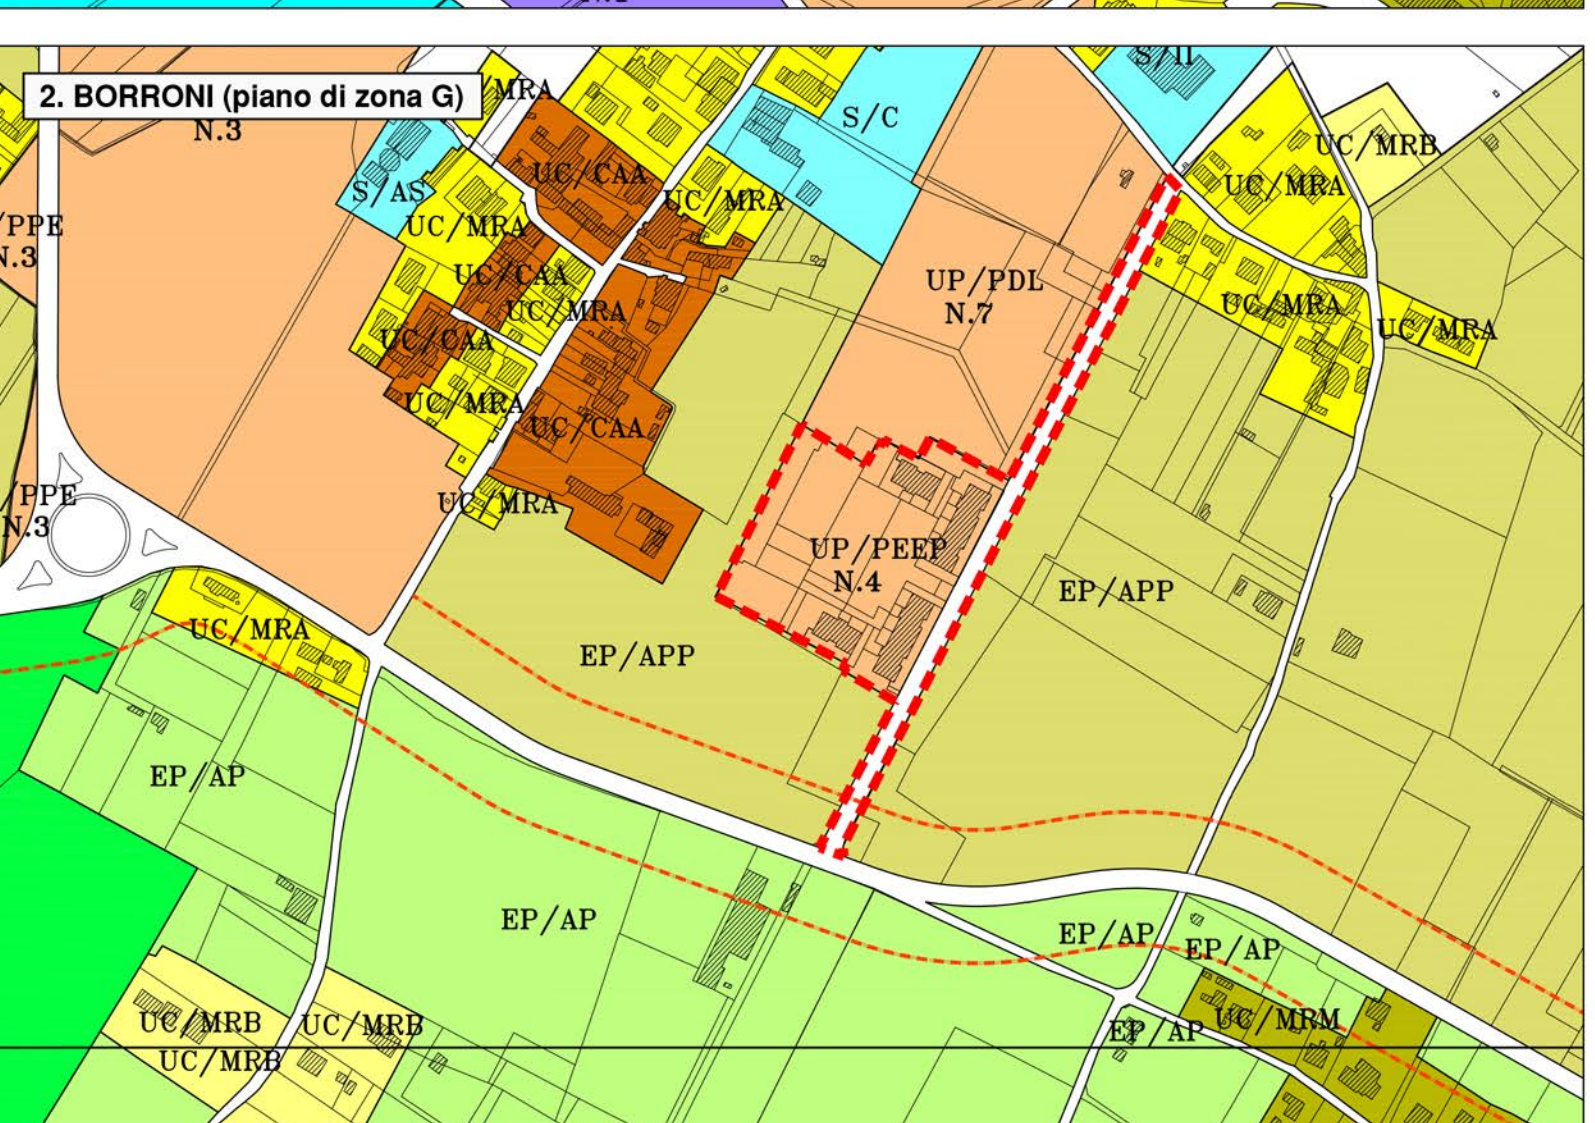 S/II
2. BORRONI (piano di zona G)
/MRA
N.3
S/C
UC/MRB
UC/CAA
UC/MRA
S/AS
UC/MRA
UC/MRA
/PPE
N.3
UC/CAA
UC/MRA
UP/PDL
N.7
UC/MRA
UC/MRA
UC/CAA
UC/MRA
UC/CAA
/PPE
N.3
UC/MRA
UP/PEEP
N.4
EP/APP
UC/MRA
EP/APP
EP/AP
EP/AP
EP/AP
EP/AP
UC/MRB
UC/MRB
UC/MRM
EP/AP
UC/MRB